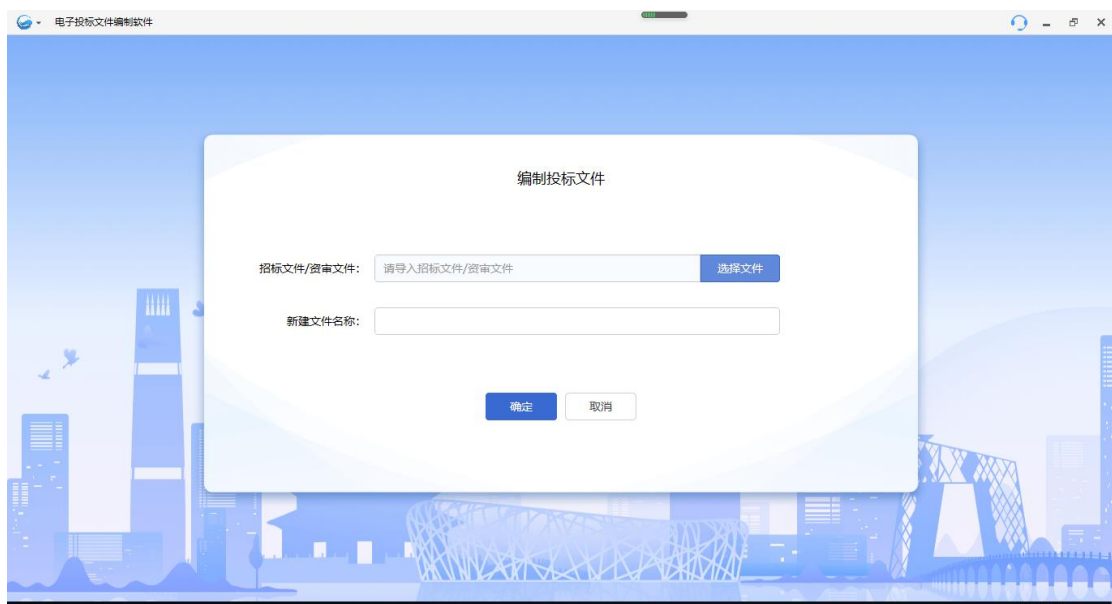 电子投标文件编制软件
编制投标文件
招标文件/资审文件： 请导入招标文件/资审文件 选择文件
新建文件名称：
确定 取消